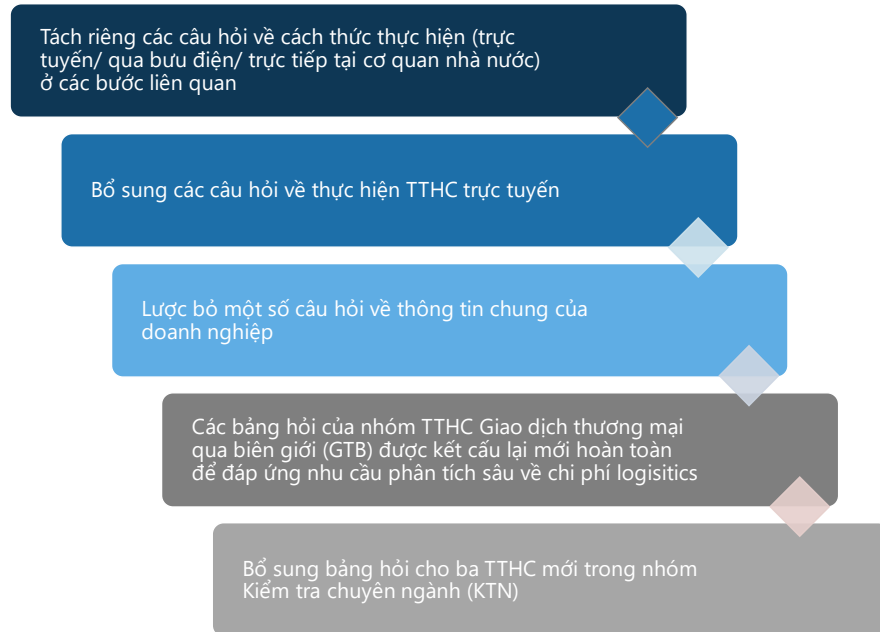 Tách riêng các câu hỏi về cách thức thực hiện (trực
tuyến/ qua bưu điện/ trực tiếp tại cơ quan nhà nước)
ở các bước liên quan
Bổ sung các câu hỏi về thực hiện TTHC trực tuyến
Lược bỏ một số câu hỏi về thông tin chung của
doanh nghiệp
Các bảng hỏi của nhóm TTHC Giao dịch thương mại
qua biên giới (GTB) được kết cấu lại mới hoàn toàn
để đáp ứng nhu cầu phân tích sâu về chi phí logisitics
Bổ sung bảng hỏi cho ba TTHC mới trong nhóm
Kiểm tra chuyên ngành (KTN)